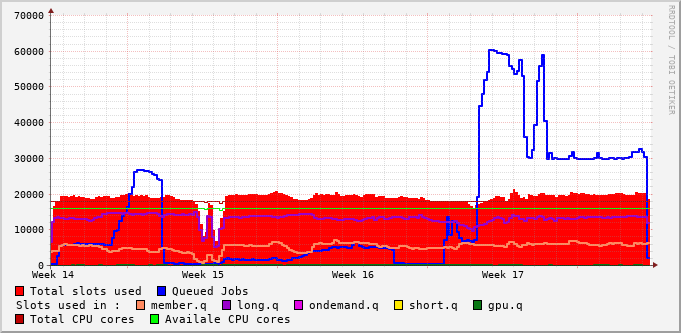 70000
60000
50000
40000
30000
20000
10000
0
Week 14 Week 15 Week 16 Week 17
RRDTOOL / TOBI OETIKER
Total slots used Queued Jobs
Slots used in : member.q long.q ondemand.q short.q gpu.q
Total CPU cores Availale CPU cores